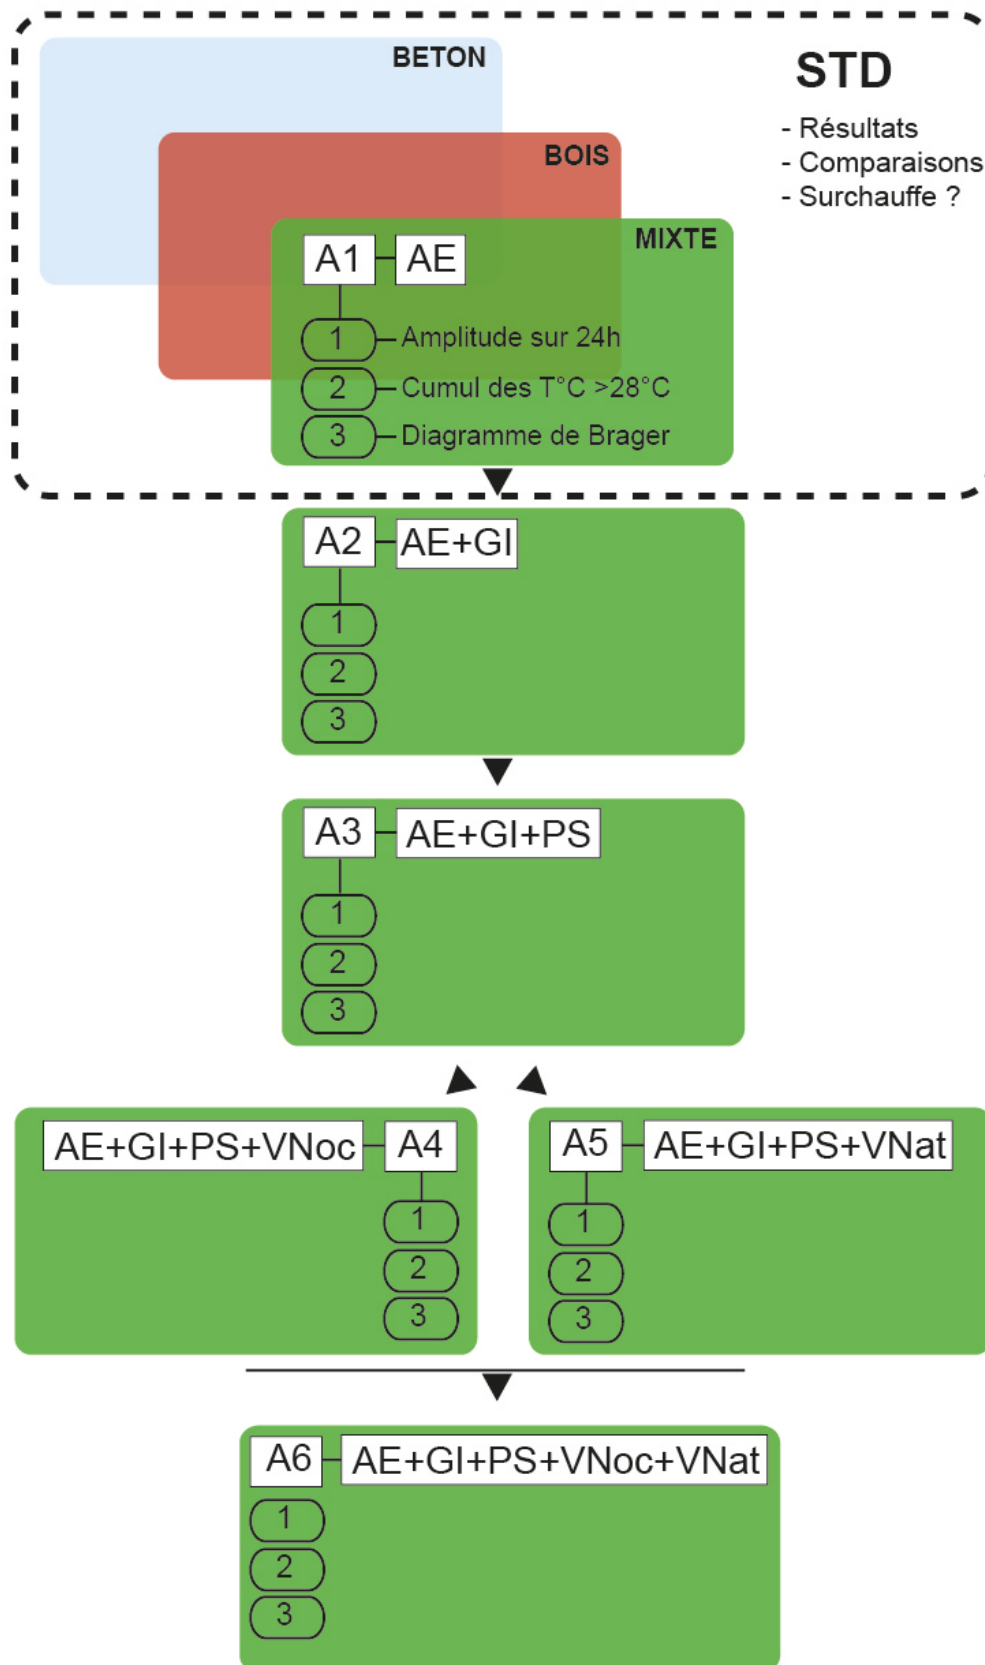 BETON
STD
- Résultats
- Comparaisons
- Surchauffe ?
BOIS
MIXTE
A1 AE
1 Amplitude sur 24h
2 Cumul des T°C >28°C
3 Diagramme de Brager
A2 AE+GI
1
2
3
A3 AE+GI+PS
1
2
3
AE+GI+PS+VNoc A4
1
2
3
A5 AE+GI+PS+VNat
1
2
3
A6 AE+GI+PS+VNoc+VNat
1
2
3